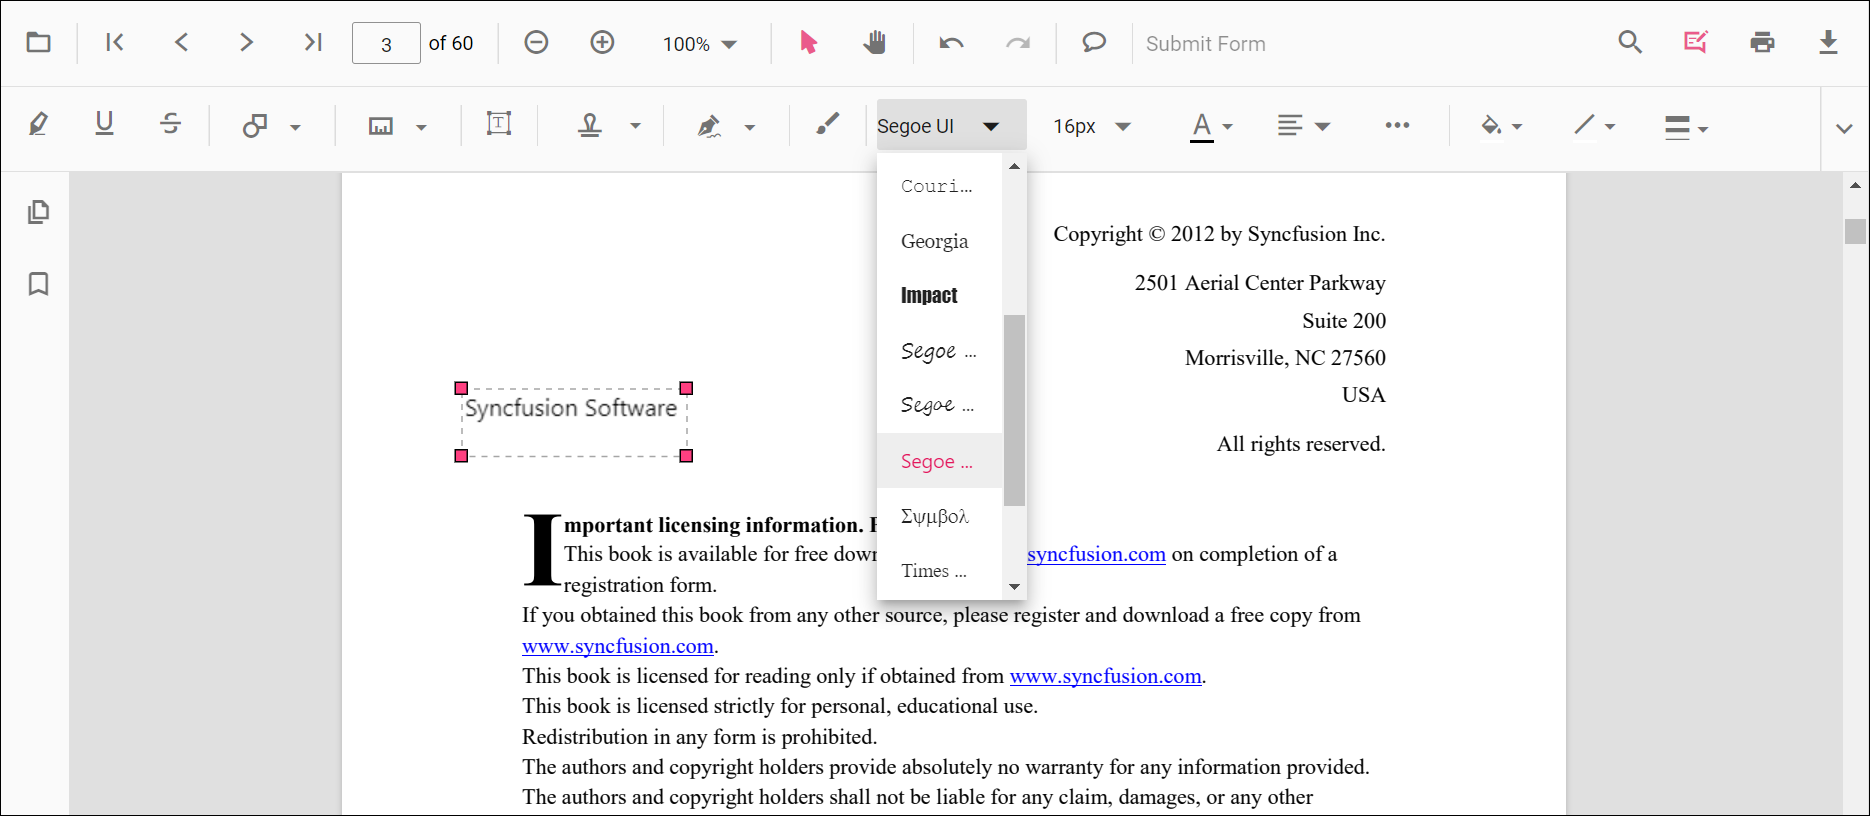 3 of 60 100% Submit Form
U S T Segoe UI 16px A
Couri...
Georgia
Impact
Segoe ...
Segoe ...
Segoe ...
Σψμβολ
Times ...
Copyright © 2012 by Syncfusion Inc.
2501 Aerial Center Parkway
Suite 200
Morrisville, NC 27560
USA
All rights reserved.
Syncfusion Software
Important licensing information.
This book is available for free syncfusion.com on completion of a
registration form.
If you obtained this book from any other source, please register and download a free copy from
www.syncfusion.com.
This book is licensed for reading only if obtained from www.syncfusion.com.
This book is licensed strictly for personal, educational use.
Redistribution in any form is prohibited.
The authors and copyright holders provide absolutely no warranty for any information provided.
The authors and copyright holders shall not be liable for any claim, damages, or any other